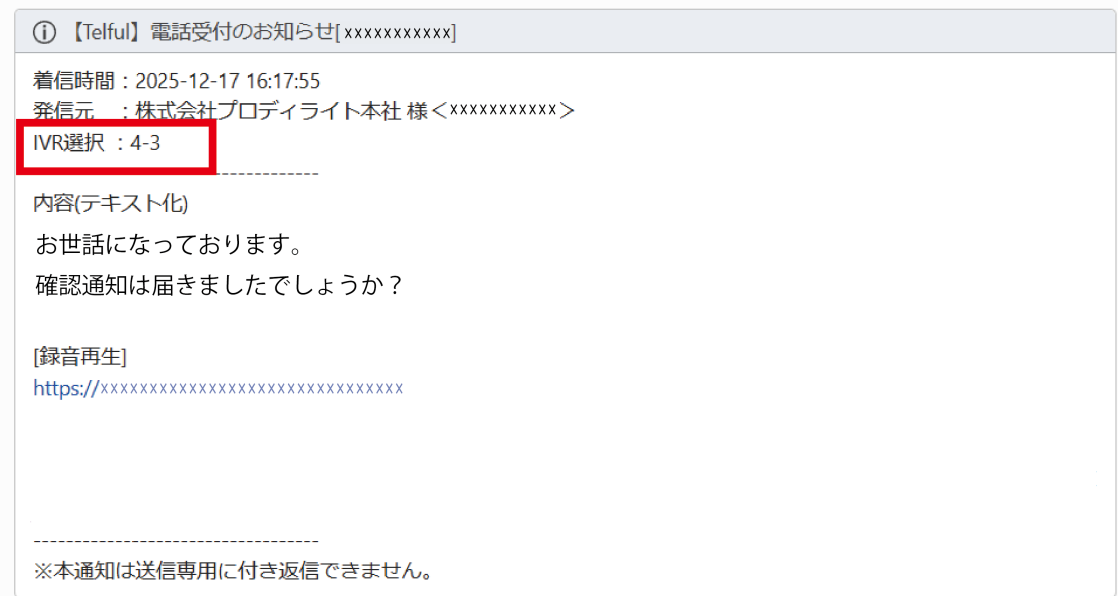 【Telful】電話受付のお知らせ[xxxxxxxxxxx]
着信時間：2025-12-17 16:17:55
発信元　：株式会社プロディライト本社 様＜xxxxxxxxxxx＞
IVR選択 ：4-3
-------------
内容(テキスト化)
お世話になっております。
確認通知は届きましたでしょうか？
[録音再生]
https://xxxxxxxxxxxxxxxxxxxxxxxxxxxxxxx
-----------------------------------
※本通知は送信専用に付き返信できません。